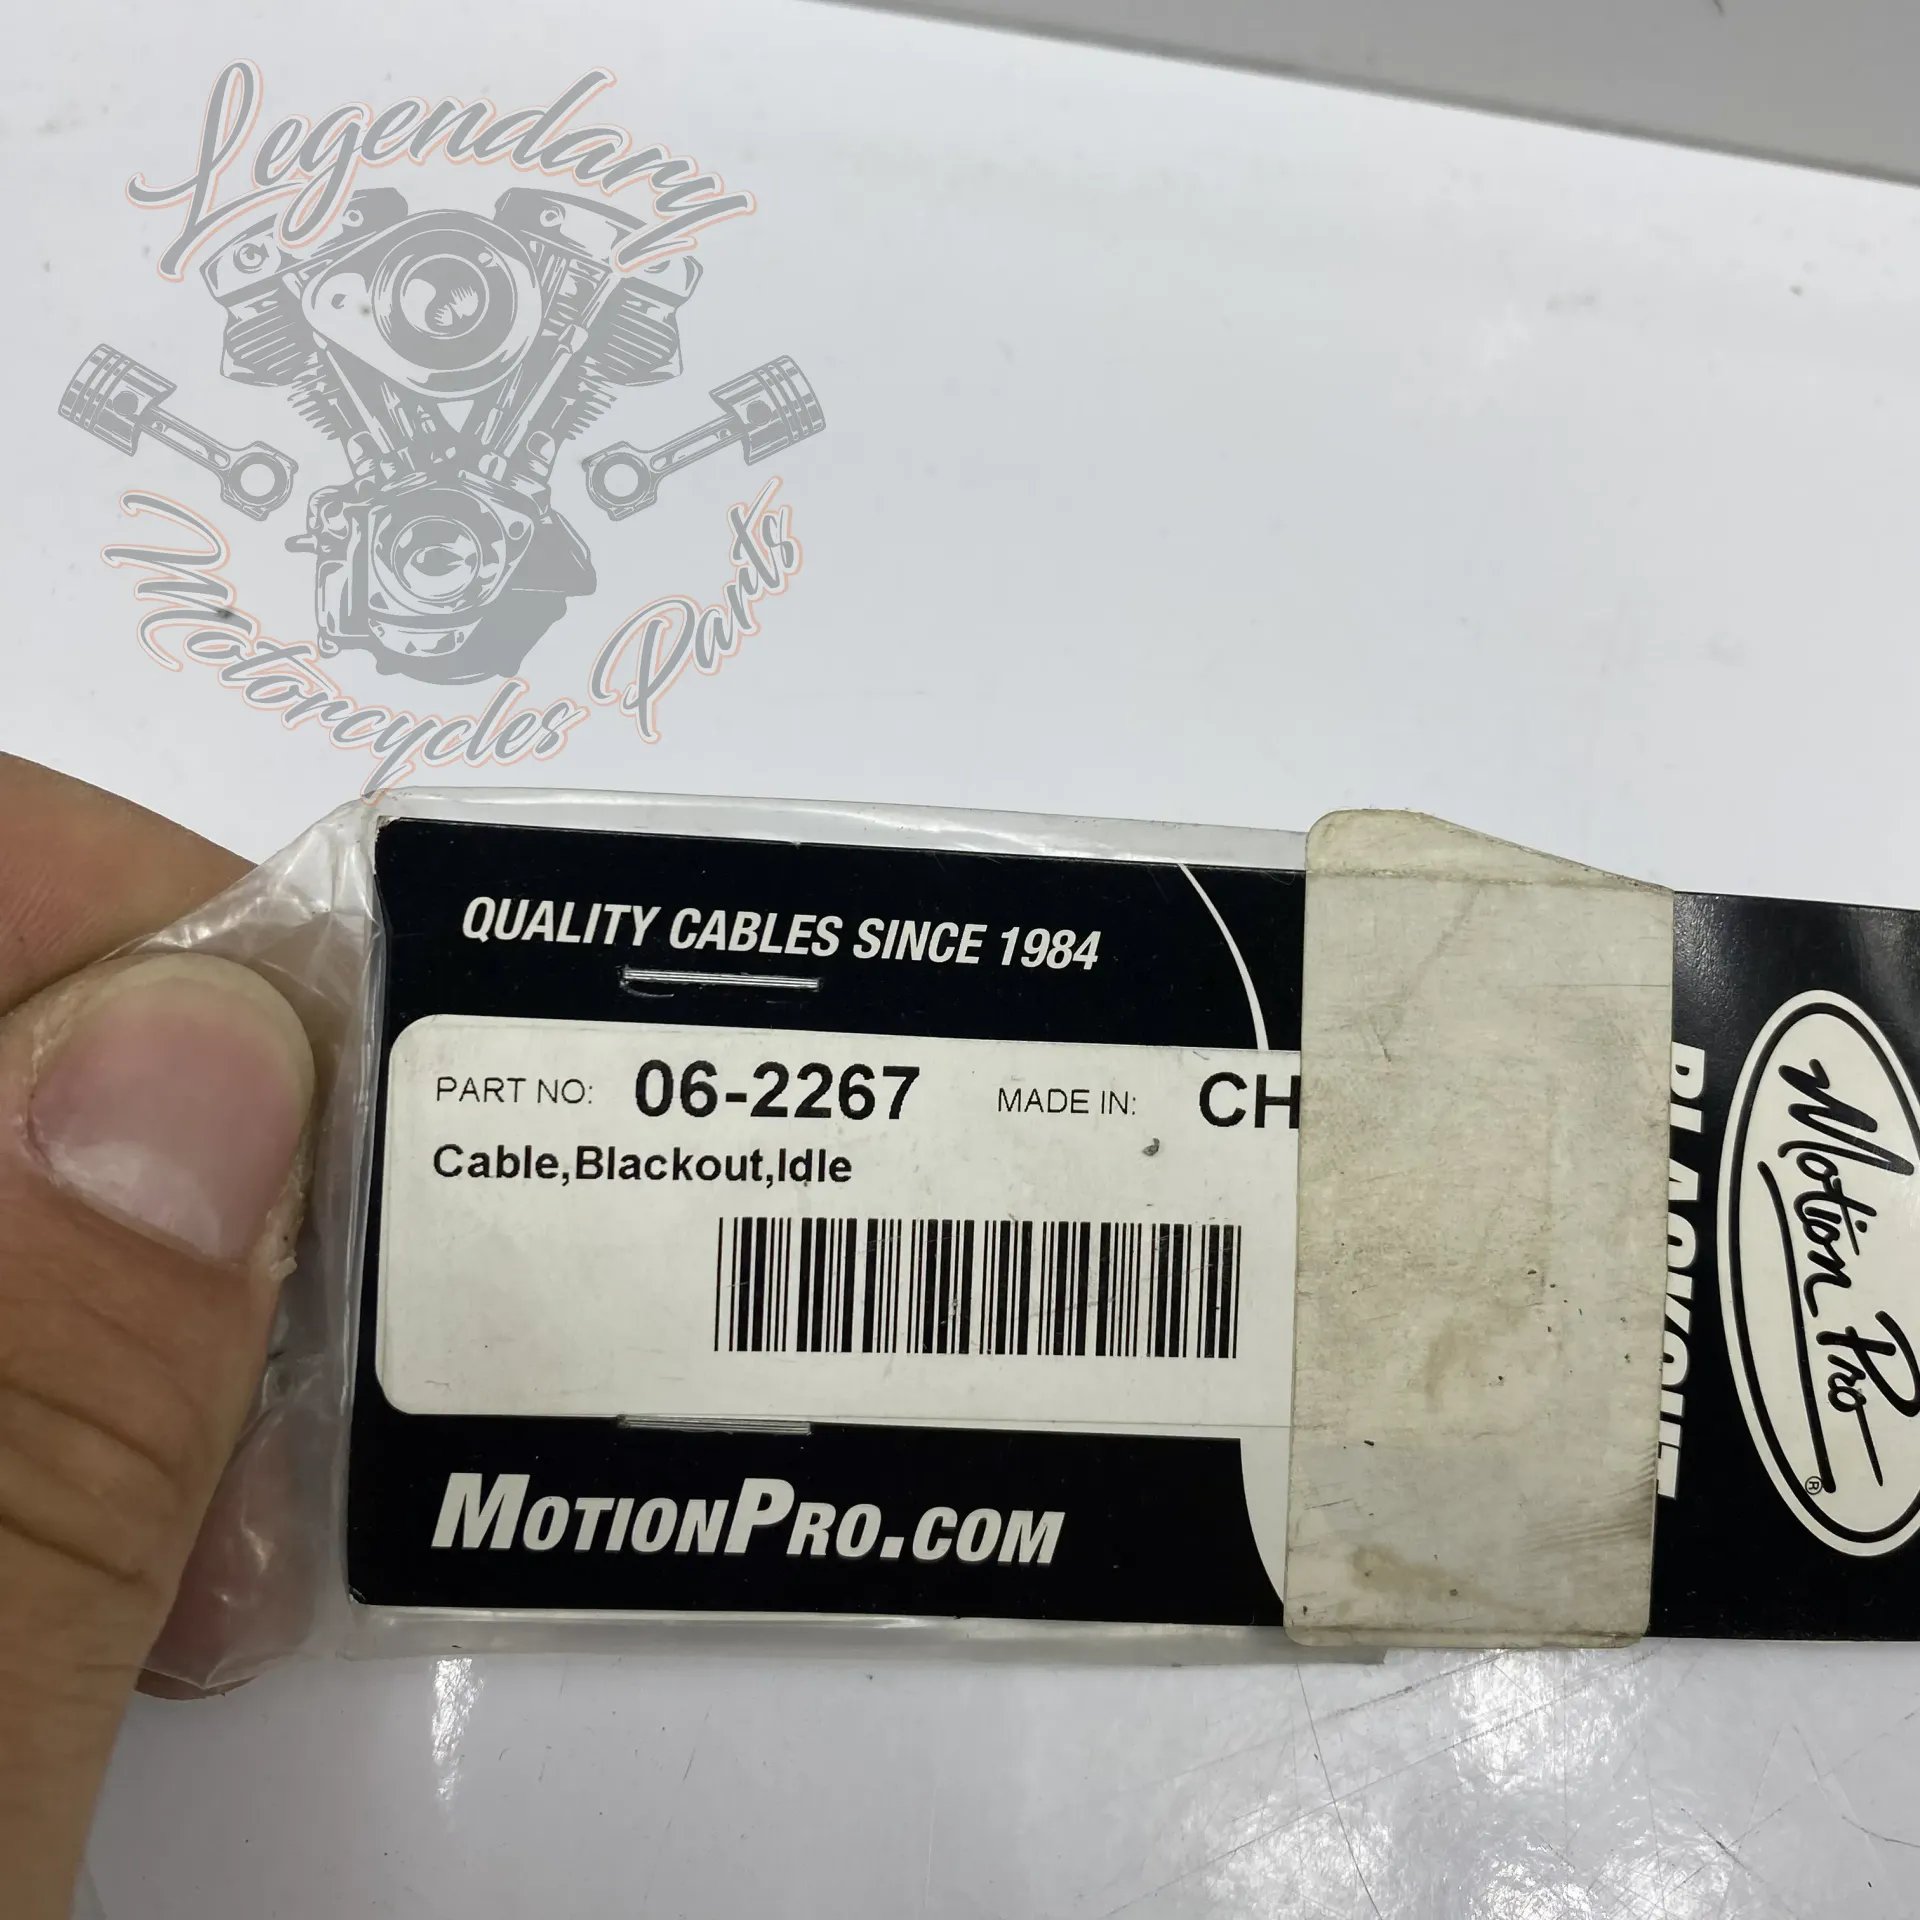 Legendary
Motorcycles Parts
QUALITY CABLES SINCE 1984
PART NO: 06-2267 MADE IN: CH
Cable,Blackout,Idle
MOTIONPRO.COM
BLACKOUT
Motion Pro®